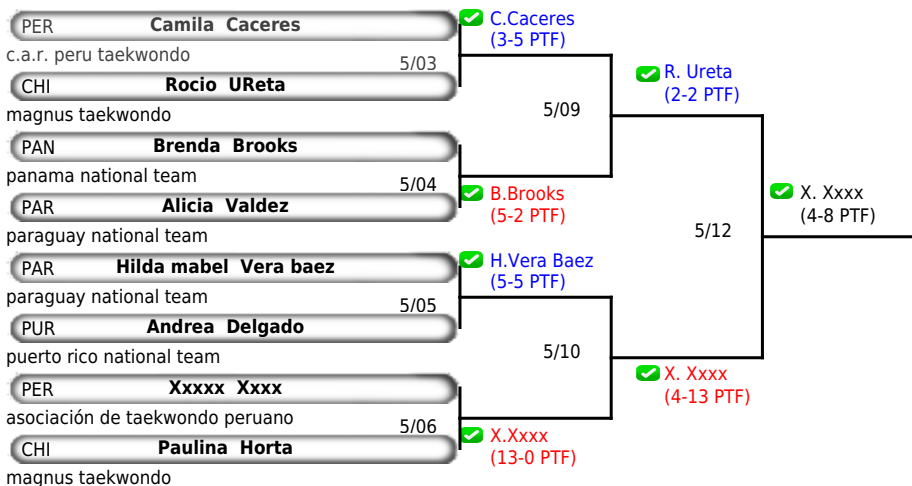 PER Camila Caceres
c.a.r. peru taekwondo
5/03
CHI Rocio UReta
magnus taekwondo
PAN Brenda Brooks
panama national team
5/04
PAR Alicia Valdez
paraguay national team
PAR Hilda mabel Vera baez
paraguay national team
5/05
PUR Andrea Delgado
puerto rico national team
PER Xxxxx Xxxx
asociación de taekwondo peruano
5/06
CHI Paulina Horta
magnus taekwondo
C.Caceres
(3-5 PTF)
5/09
B.Brooks
(5-2 PTF)
H.Vera Baez
(5-5 PTF)
5/10
X.Xxxx
(13-0 PTF)
R. Ureta
(2-2 PTF)
5/12
X. Xxxx
(4-13 PTF)
X. Xxxx
(4-8 PTF)